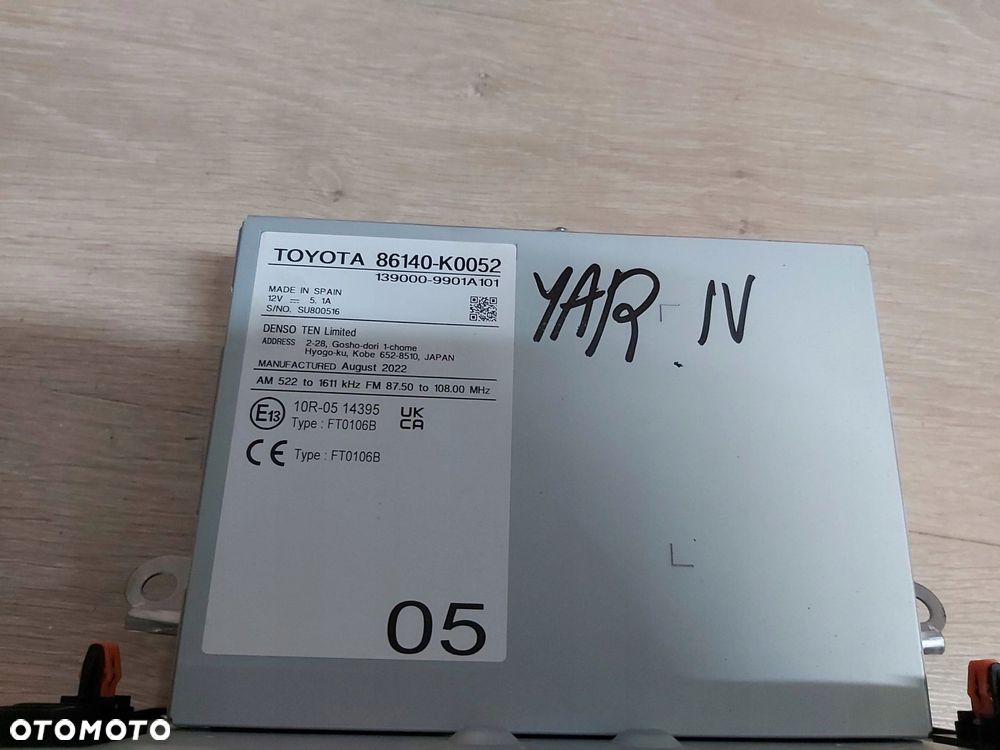 TOYOTA 86140-K0052
139000-9901A101
MADE IN SPAIN
12V ⎓ 5.1A
S/NO. SU800516
DENSO TEN Limited
ADDRESS 2-28, Gosho-dori 1-chome
Hyogo-ku, Kobe 652-8510, JAPAN
MANUFACTURED August 2022
AM 522 to 1611 kHz FM 87.50 to 108.00 MHz
E13 10R-05 14395 UK
Type : FT0106B CA
CE Type : FT0106B
05
YAR IV
OTOMOTO